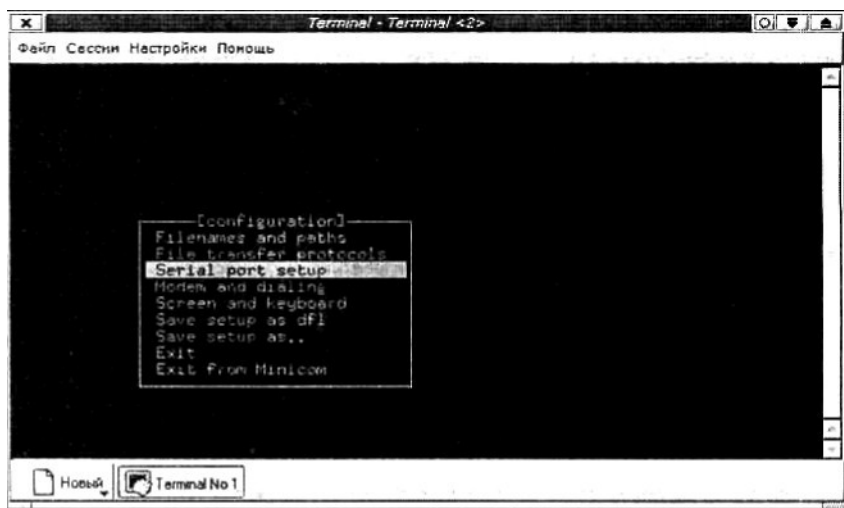 Terminal - Terminal <2>
Файл Сессии Настройки Помощь
[configuration]
Filenames and paths
File transfer protocols
Serial port setup
Modem and dialing
Screen and keyboard
Save setup as dfl
Save setup as..
Exit
Exit from Minicom
Новый
Terminal No 1